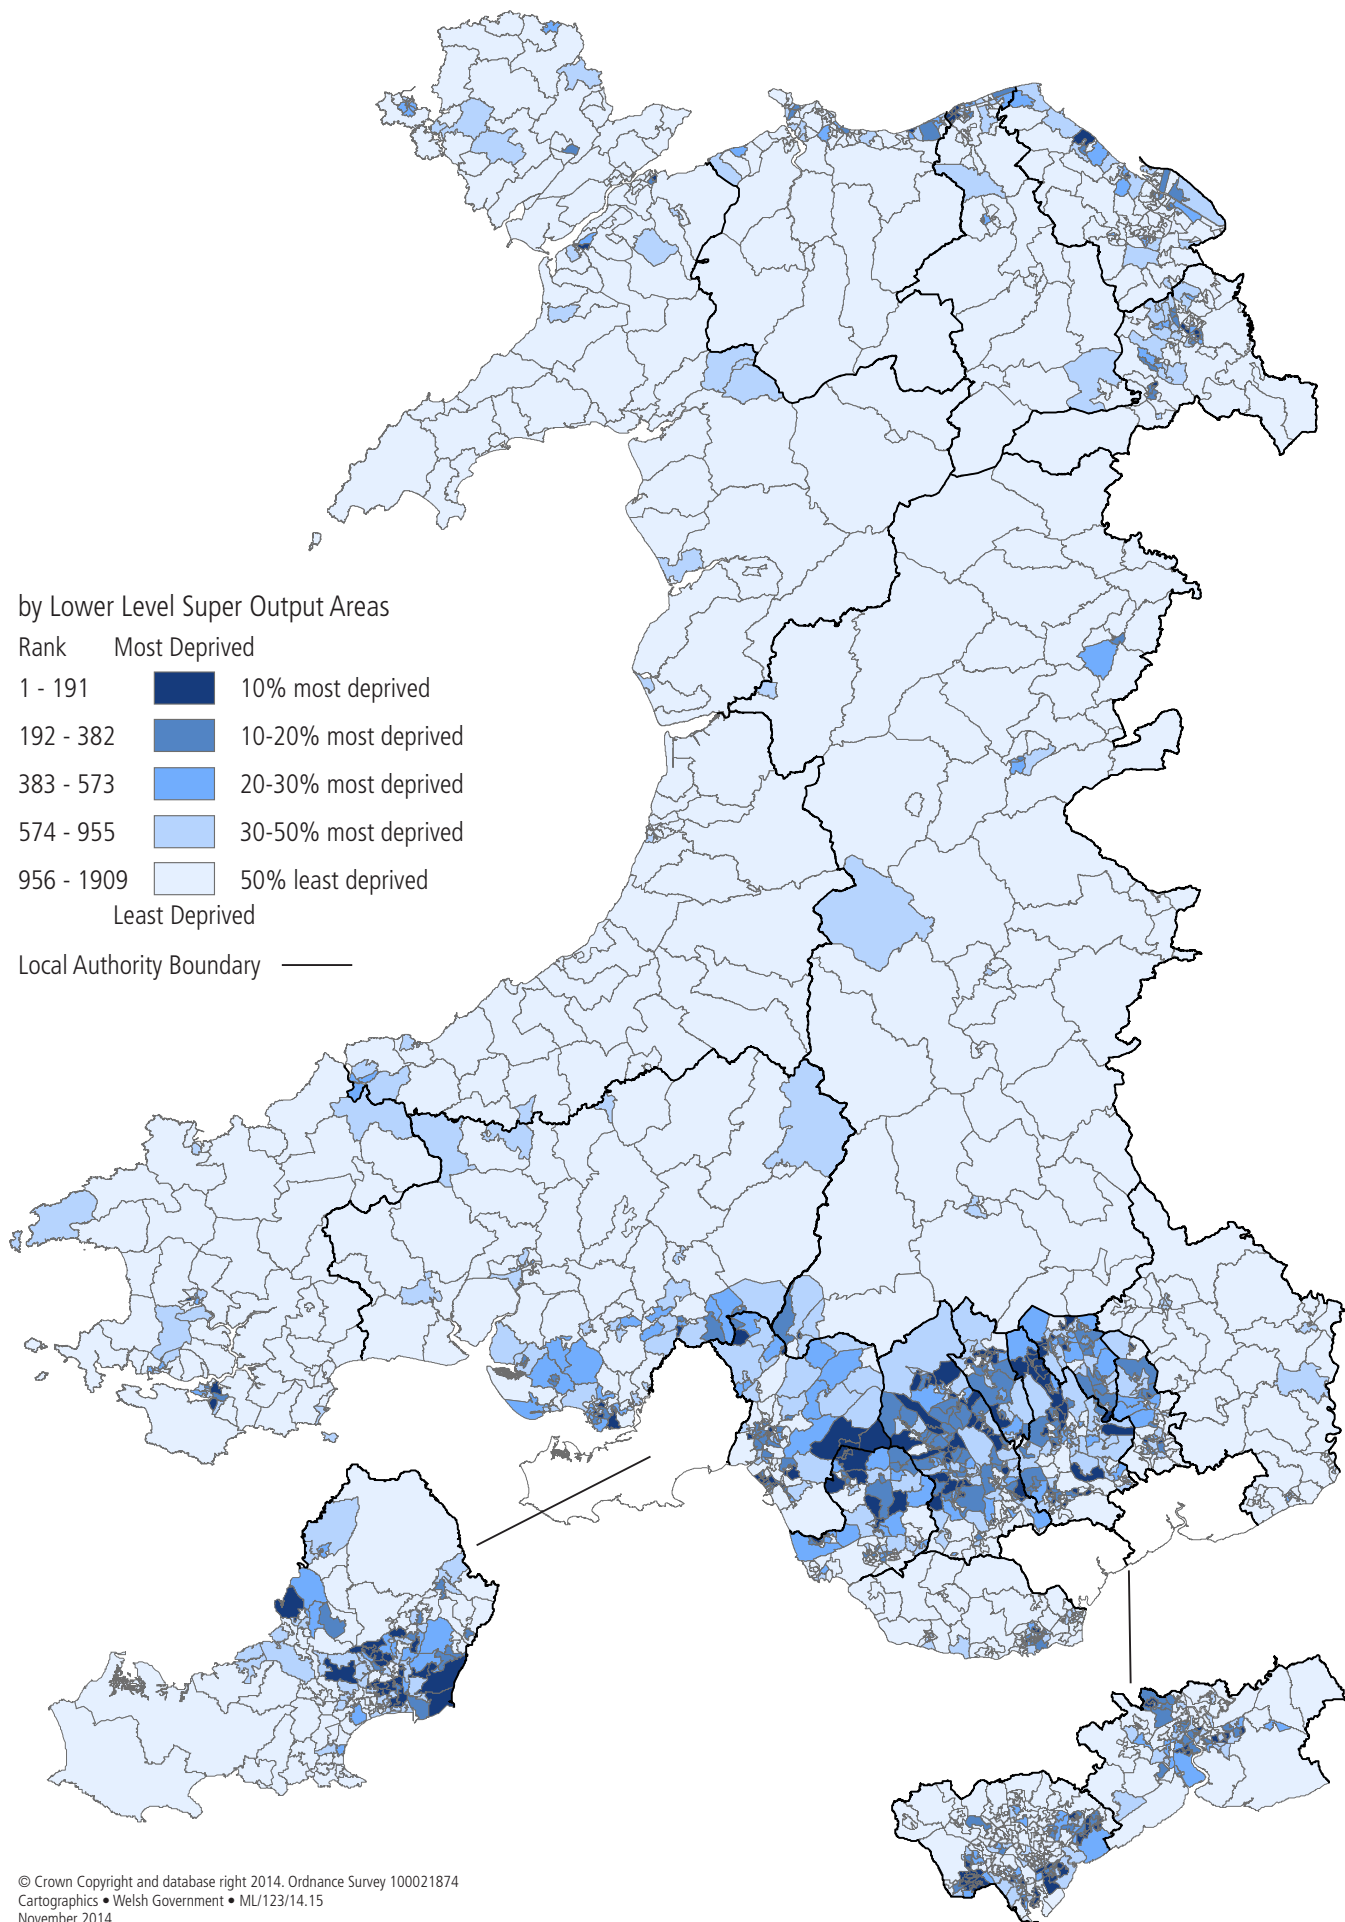 by Lower Level Super Output Areas
Rank Most Deprived
1 - 191 10% most deprived
192 - 382 10-20% most deprived
383 - 573 20-30% most deprived
574 - 955 30-50% most deprived
956 - 1909 50% least deprived
Least Deprived
Local Authority Boundary
© Crown Copyright and database right 2014. Ordnance Survey 100021874
Cartographics • Welsh Government • ML/123/14.15
November 2014